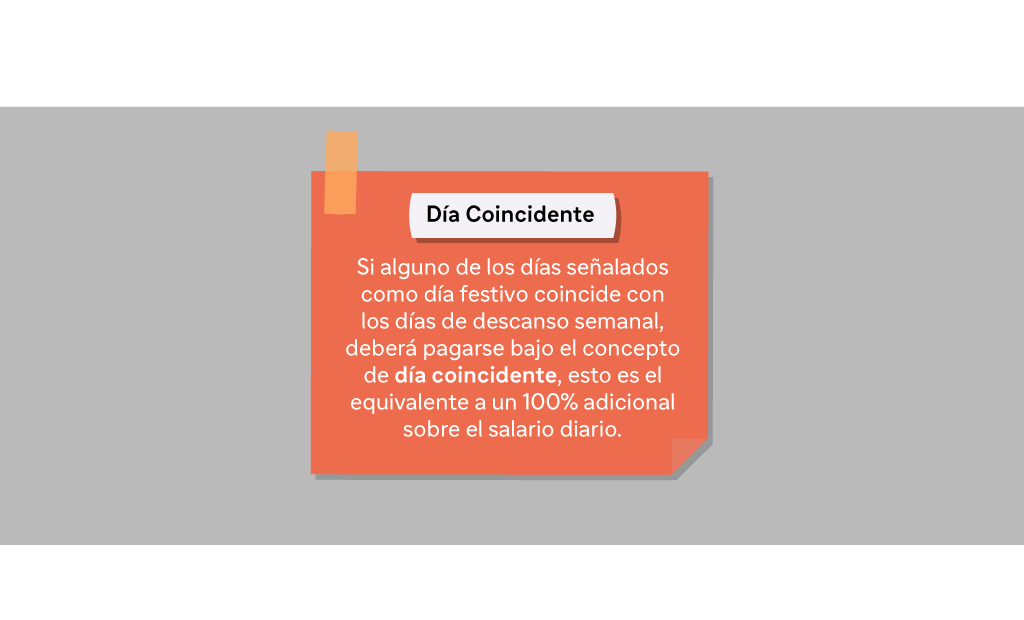 Día Coincidente
Si alguno de los días señalados
como día festivo coincide con
los días de descanso semanal,
deberá pagarse bajo el concepto
de día coincidente, esto es el
equivalente a un 100% adicional
sobre el salario diario.